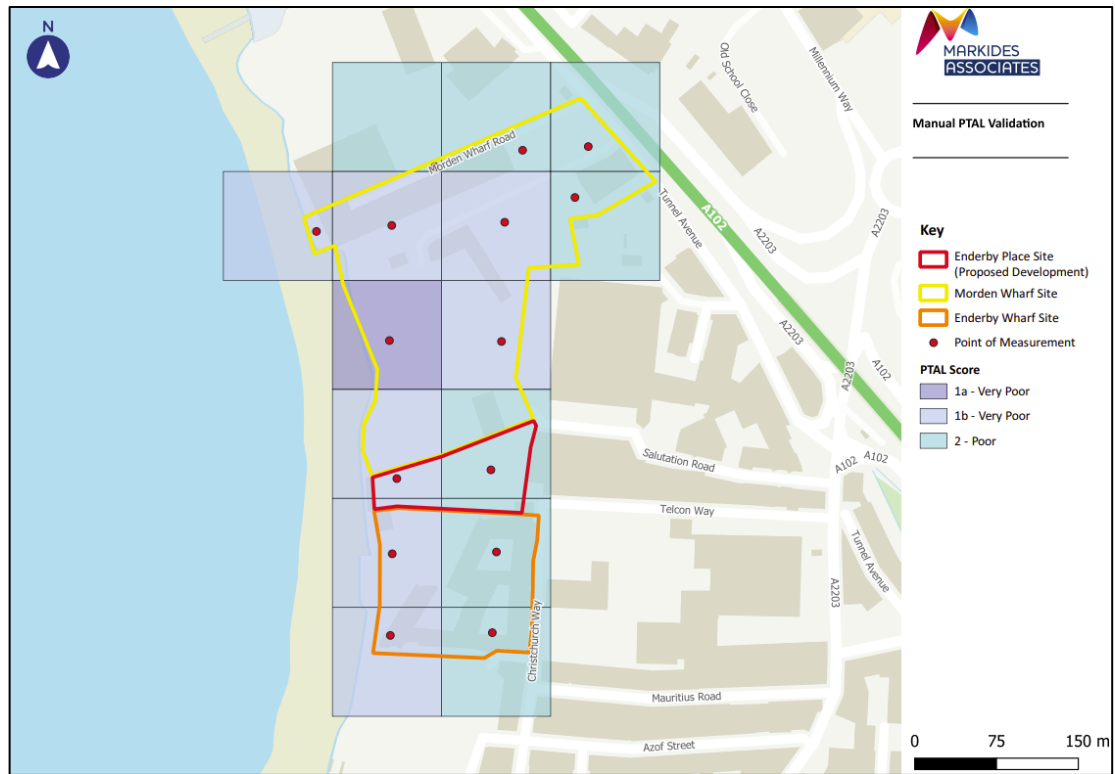 N
MARKIDES
ASSOCIATES
Manual PTAL Validation
Key
Enderby Place Site
(Proposed Development)
Morden Wharf Site
Enderby Wharf Site
Point of Measurement
PTAL Score
1a - Very Poor
1b - Very Poor
2 - Poor
0 75 150 m
Old School Close
Millennium Way
Morden Wharf Road
Tunnel Avenue
A102
A2203
A2203
A2203
A2203
A102
A102
A102
Salutation Road
Telcon Way
Tunnel Avenue
A2203
Christchurch Way
Mauritius Road
Azof Street